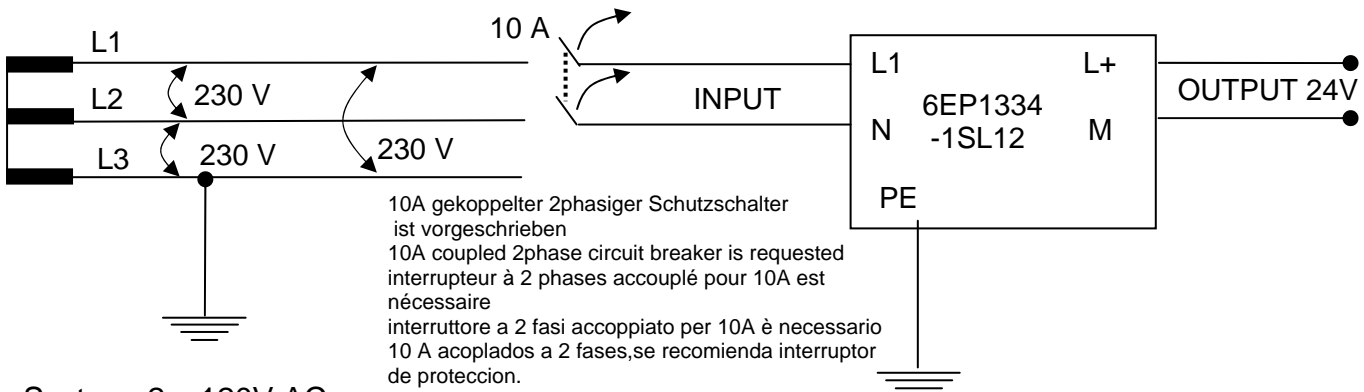 L1
L2
L3
230 V
230 V
230 V
10 A
INPUT
L1
N
PE
6EP1334
-1SL12
L+
M
OUTPUT 24V
10A gekoppelter 2phasiger Schutzschalter
ist vorgeschrieben
10A coupled 2phase circuit breaker is requested
interrupteur à 2 phases accouplé pour 10A est
nécessaire
interruttore a 2 fasi accoppiato per 10A è necessario
10 A acoplados a 2 fases,se recomienda interruptor
de proteccion.